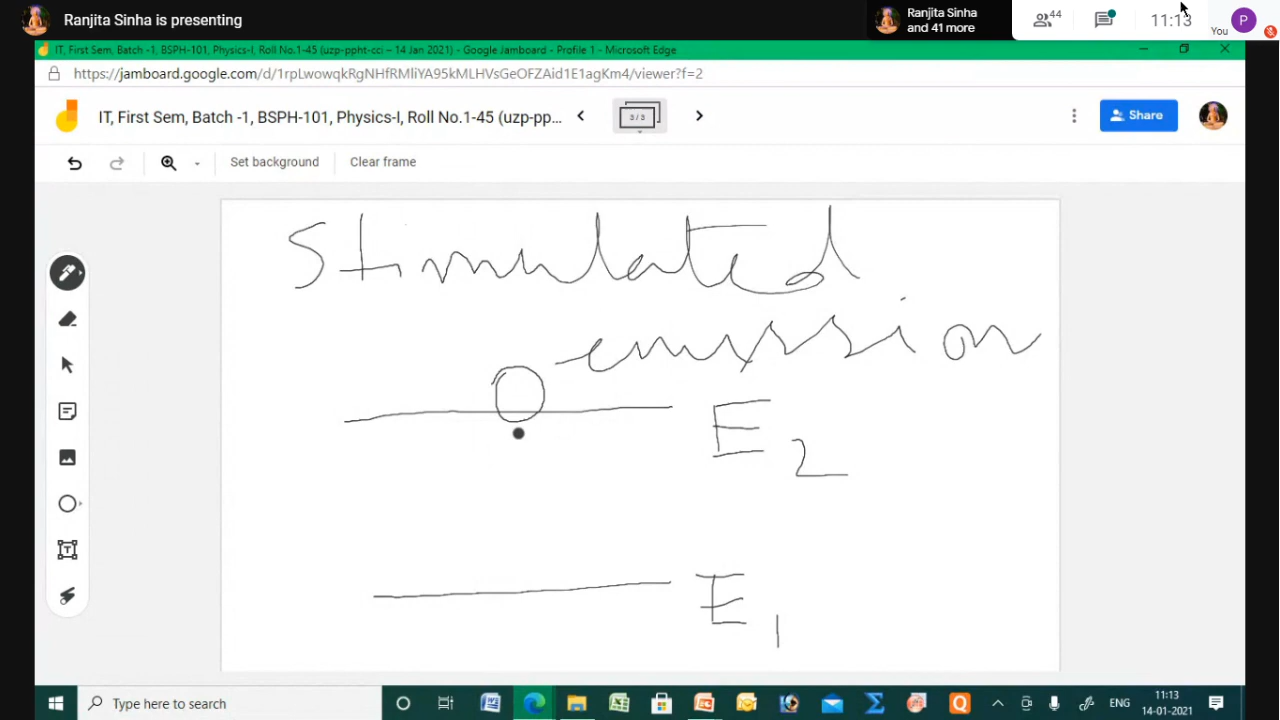 Ranjita Sinha is presenting
Ranjita Sinha
and 41 more
44
11:13
You
P
IT, First Sem, Batch -1, BSPH-101, Physics-I, Roll No.1-45 (uzp-ppht-cci – 14 Jan 2021) - Google Jamboard - Profile 1 - Microsoft Edge
https://jamboard.google.com/d/1rpLwowqkRgNHfRMliYA95kMLHVsGeOFZAid1E1agKm4/viewer?f=2
IT, First Sem, Batch -1, BSPH-101, Physics-I, Roll No.1-45 (uzp-pp...
3 / 3
Share
Set background
Clear frame
Stimulated
emission
E2
E1
Type here to search
ENG
11:13
14-01-2021